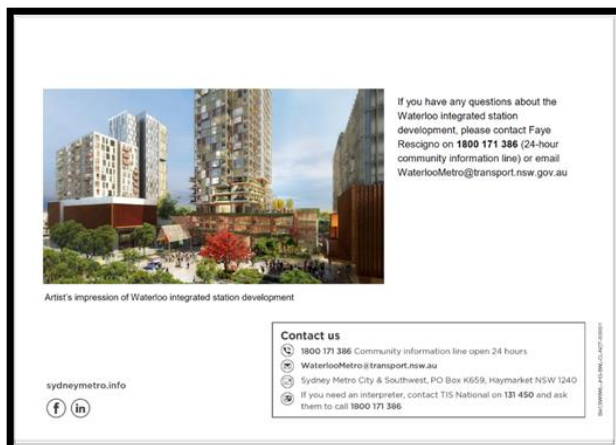 If you have any questions about the
Waterloo integrated station
development, please contact Faye
Rescigno on 1800 171 386 (24-hour
community information line) or email
WaterlooMetro@transport.nsw.gov.au
Artist's impression of Waterloo integrated station development
Contact us
1800 171 386 Community information line open 24 hours
WaterlooMetro@transport.nsw.au
Sydney Metro City & Southwest, PO Box K659, Haymarket NSW 1240
If you need an interpreter, contact TIS National on 131 450 and ask
them to call 1800 171 386
sydneymetro.info
f in